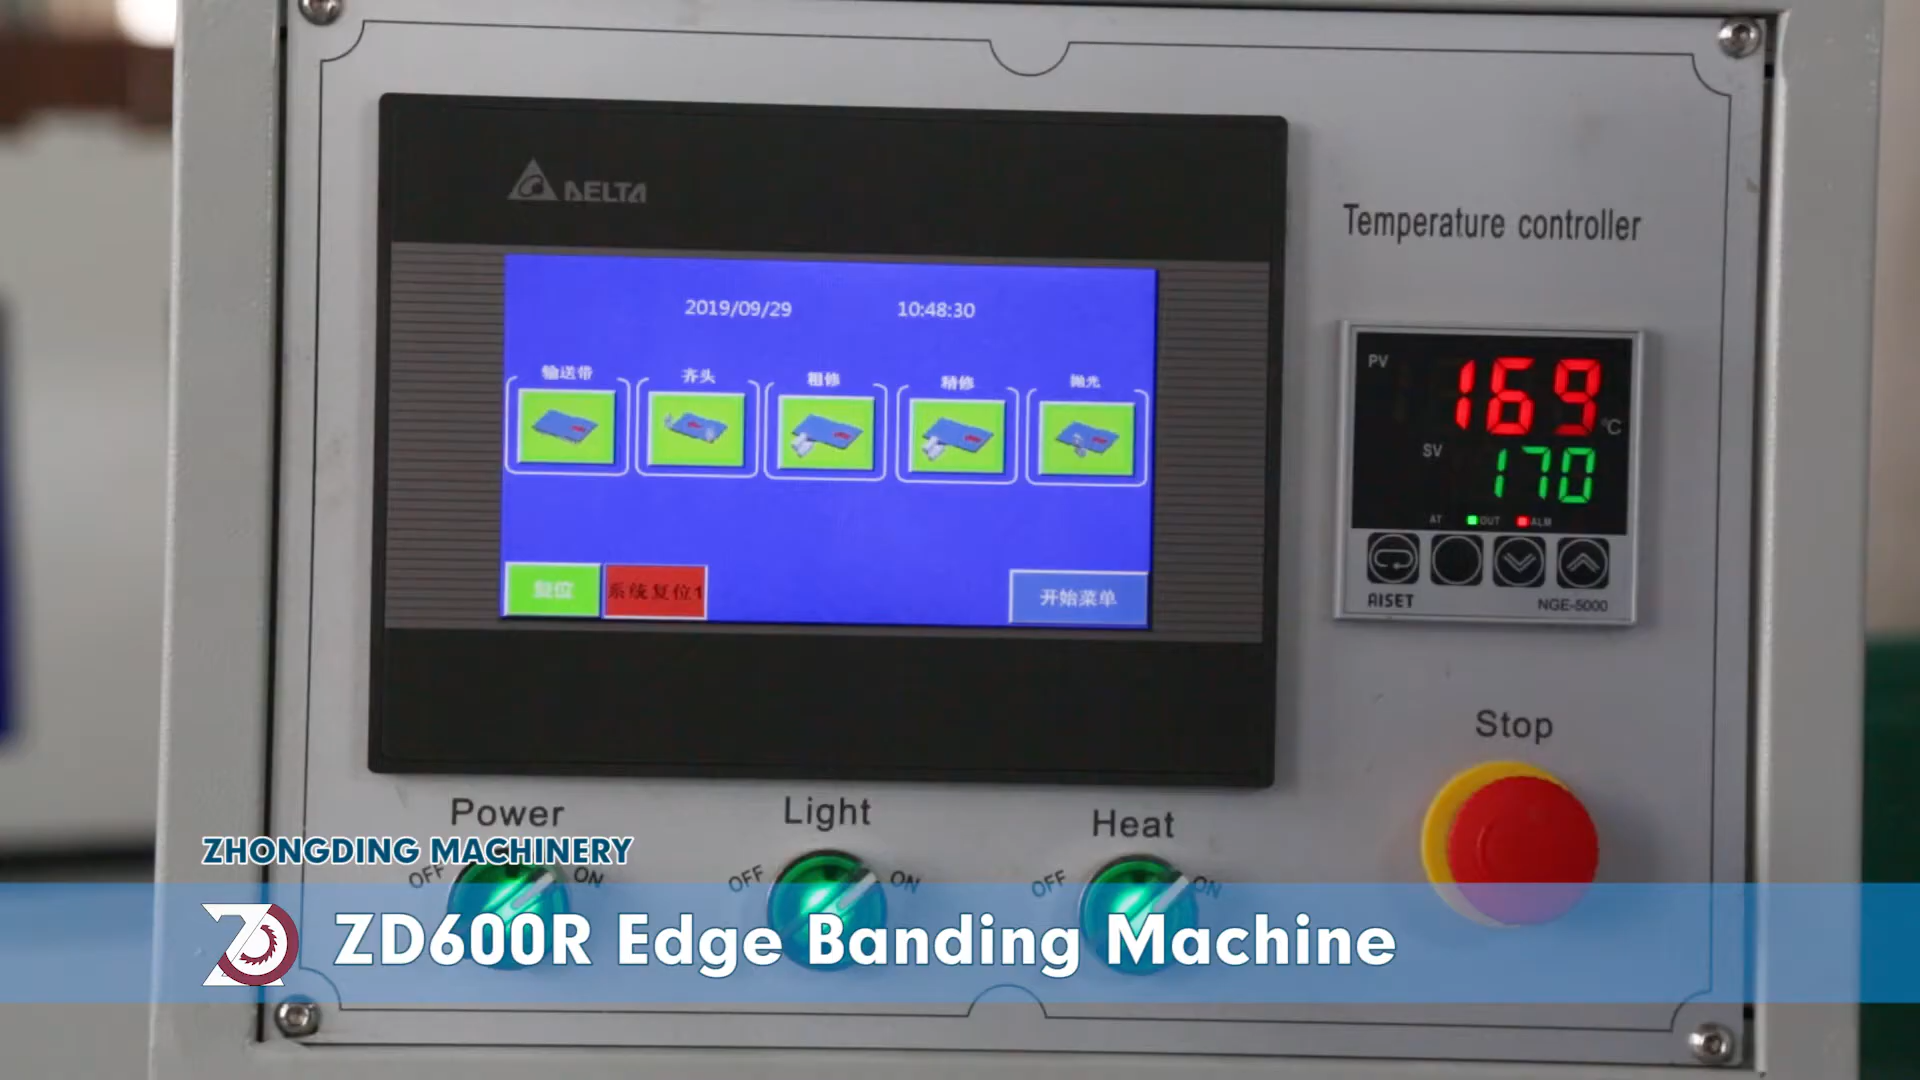 DELTA
Temperature controller
2019/09/29 10:48:30
输送带 齐头 粗修 精修 抛光
PV 169 °C
SV 170
AT OUT ALM
复位 系统复位1 开始菜单
AISET NGE-5000
Stop
Power Light Heat
ZHONGDING MACHINERY
OFF ON OFF ON OFF ON
ZD600R Edge Banding Machine